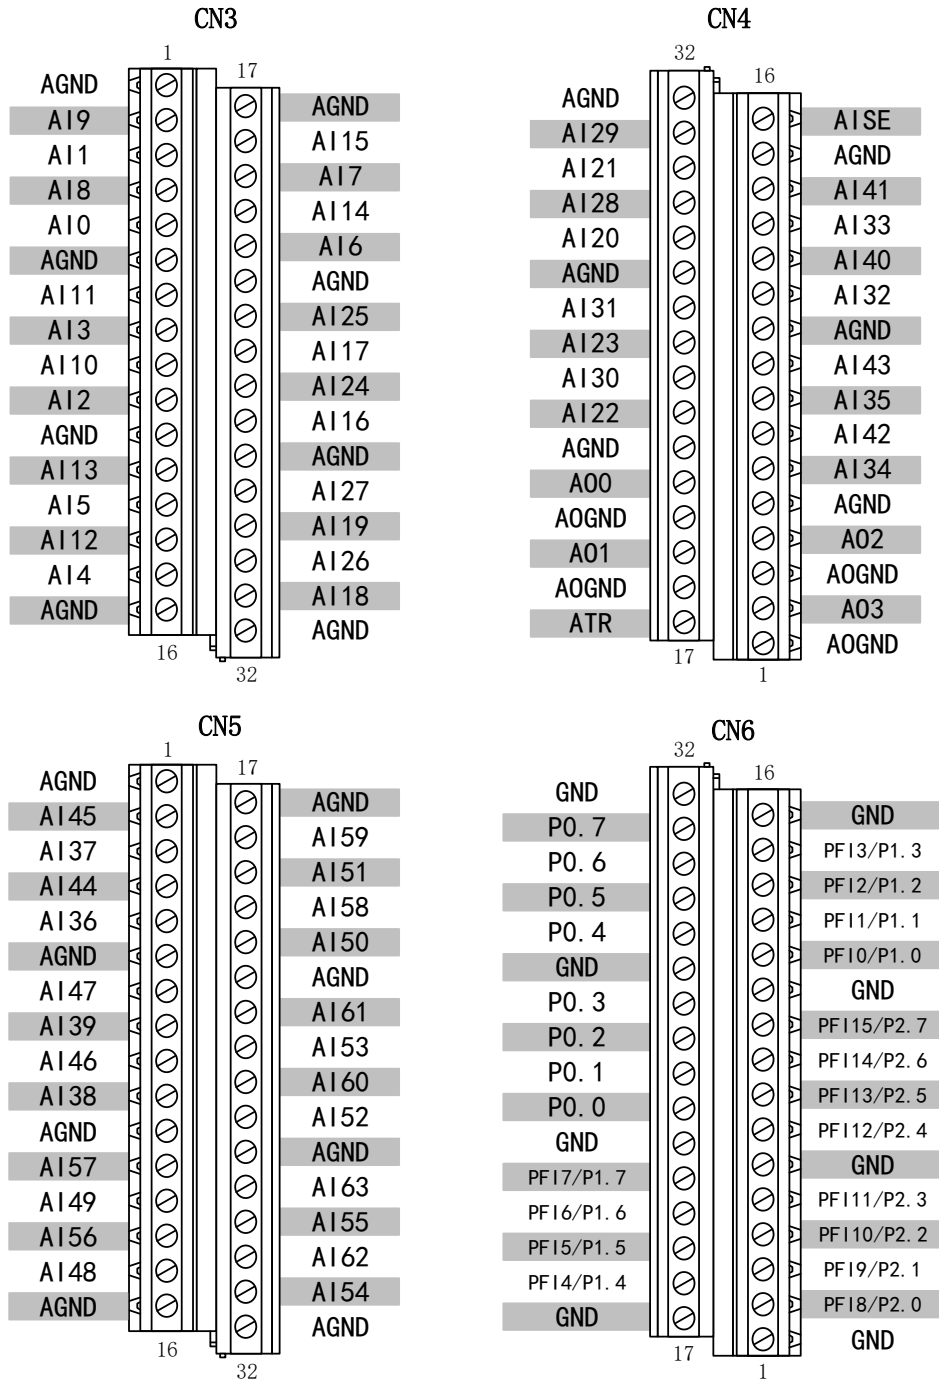 CN3
1
17
AGND
AI9
AI1
AI8
AI0
AGND
AI11
AI3
AI10
AI2
AGND
AI13
AI5
AI12
AI4
AGND
AGND
AI15
AI7
AI14
AI6
AGND
AI25
AI17
AI24
AI16
AGND
AI27
AI19
AI26
AI18
AGND
16
32
CN4
32
16
AGND
AI29
AI21
AI28
AI20
AGND
AI31
AI23
AI30
AI22
AGND
AO0
AOGND
AO1
AOGND
ATR
AISE
AGND
AI41
AI33
AI40
AI32
AGND
AI43
AI35
AI42
AI34
AGND
AO2
AOGND
AO3
AOGND
17
1
CN5
1
17
AGND
AI45
AI37
AI44
AI36
AGND
AI47
AI39
AI46
AI38
AGND
AI57
AI49
AI56
AI48
AGND
AGND
AI59
AI51
AI58
AI50
AGND
AI61
AI53
AI60
AI52
AGND
AI63
AI55
AI62
AI54
AGND
16
32
CN6
32
16
GND
P0.7
P0.6
P0.5
P0.4
GND
P0.3
P0.2
P0.1
P0.0
GND
PFI7/P1.7
PFI6/P1.6
PFI5/P1.5
PFI4/P1.4
GND
GND
PFI3/P1.3
PFI2/P1.2
PFI1/P1.1
PFI0/P1.0
GND
PFI15/P2.7
PFI14/P2.6
PFI13/P2.5
PFI12/P2.4
GND
PFI11/P2.3
PFI10/P2.2
PFI9/P2.1
PFI8/P2.0
GND
17
1